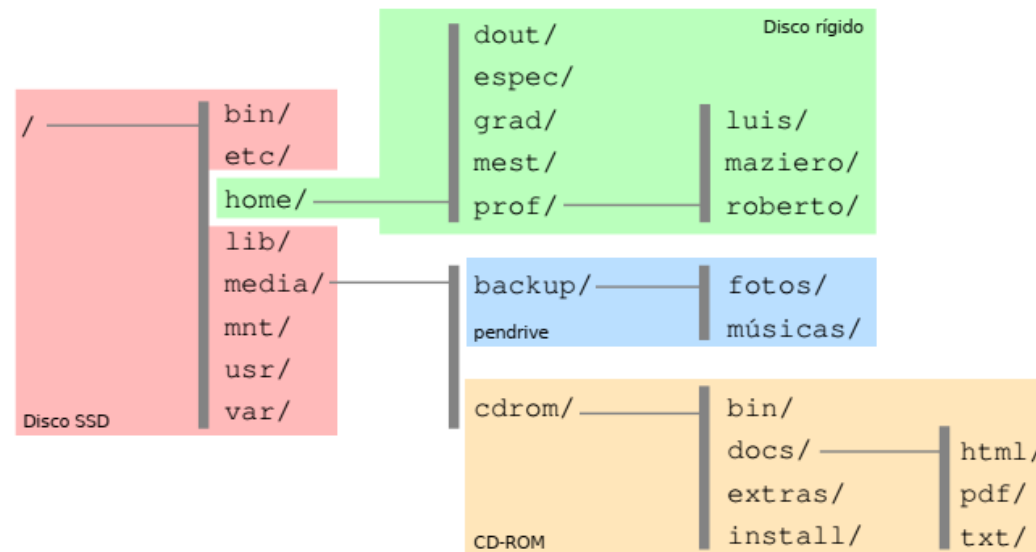 /
bin/
etc/
home/
lib/
media/
mnt/
usr/
var/
Disco SSD
dout/
espec/
grad/
mest/
prof/
Disco rígido
luis/
maziero/
roberto/
backup/
pendrive
fotos/
músicas/
cdrom/
CD-ROM
bin/
docs/
extras/
install/
html/
pdf/
txt/